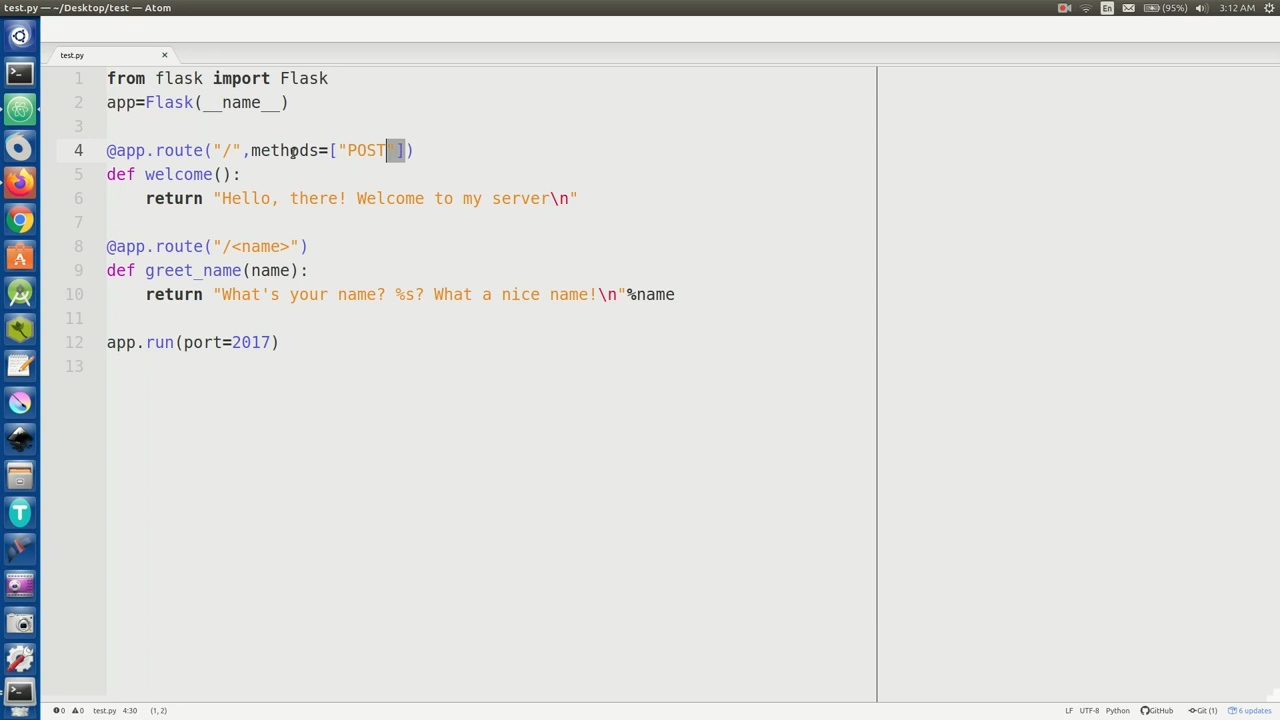 test.py — ~/Desktop/test — Atom
En (95%) 3:12 AM
test.py
1 from flask import Flask
2 app=Flask(__name__)
3
4 @app.route("/",methods=["POST"])
5 def welcome():
6 return "Hello, there! Welcome to my server\n"
7
8 @app.route("/<name>")
9 def greet_name(name):
10 return "What's your name? %s? What a nice name!\n"%name
11
12 app.run(port=2017)
13
0 0 test.py 4:30 (1, 2) LF UTF-8 Python GitHub Git (1) 6 updates